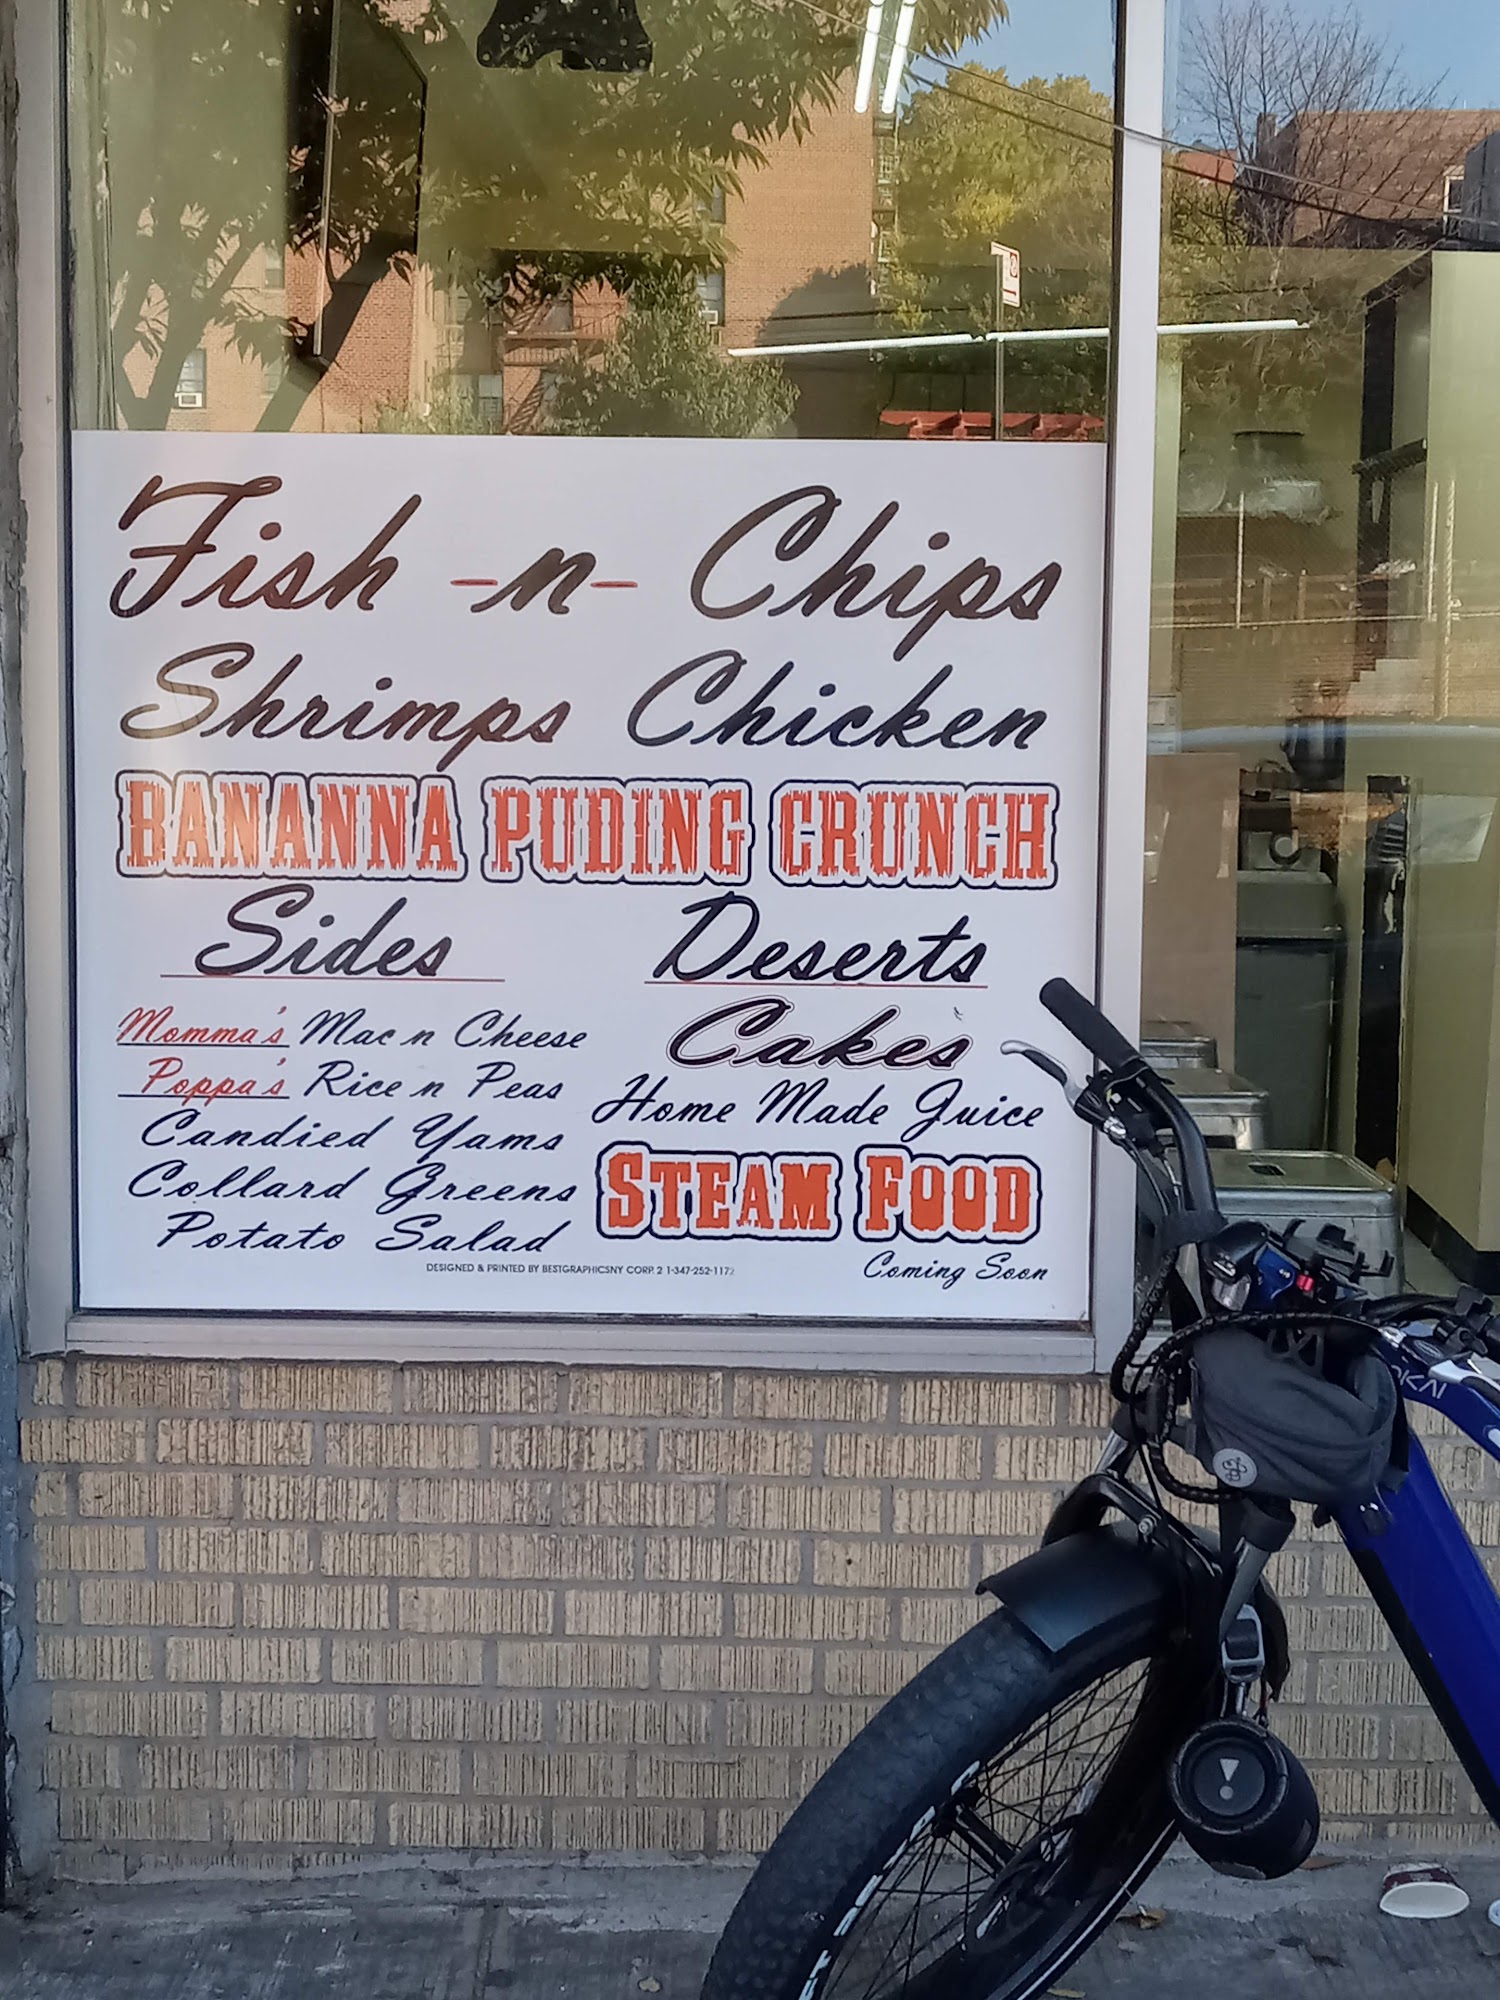 Fish -n- Chips
Shrimps Chicken
BANANNA PUDING CRUNCH
Sides
Momma's Mac n Cheese
Poppa's Rice n Peas
Candied Yams
Collard Greens
Potato Salad
Deserts
Cakes
Home Made Juice
STEAM FOOD
Coming Soon
DESIGNED & PRINTED BY BESTGRAPHICSNY CORP. 2 1-347-252-1172